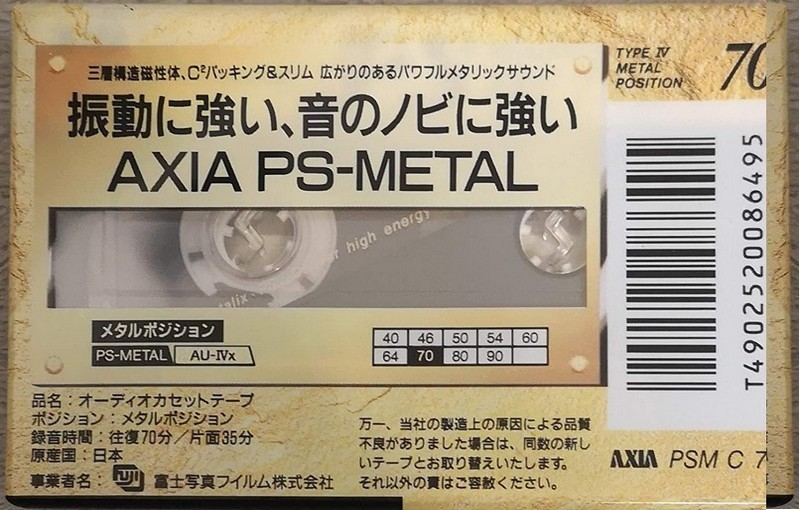 三層構造磁性体、C²パッキング&スリム 広がりのあるパワフルメタリックサウンド
振動に強い、音のノビに強い
AXIA PS-METAL
TYPE Ⅳ
METAL
POSITION
70
high energy
メタルポジション
PS-METAL AU-Ⅳx
40 46 50 54 60
64 70 80 90
T4902520086495
品名：オーディオカセットテープ
ポジション：メタルポジション
録音時間：往復70分／片面35分
原産国：日本
事業者名： FUJI 富士写真フイルム株式会社
万一、当社の製造上の原因による品質
不良がありました場合は、同数の新し
いテープとお取り替えいたします。
それ以外の責はご容赦ください。
AXIA PSM C 7